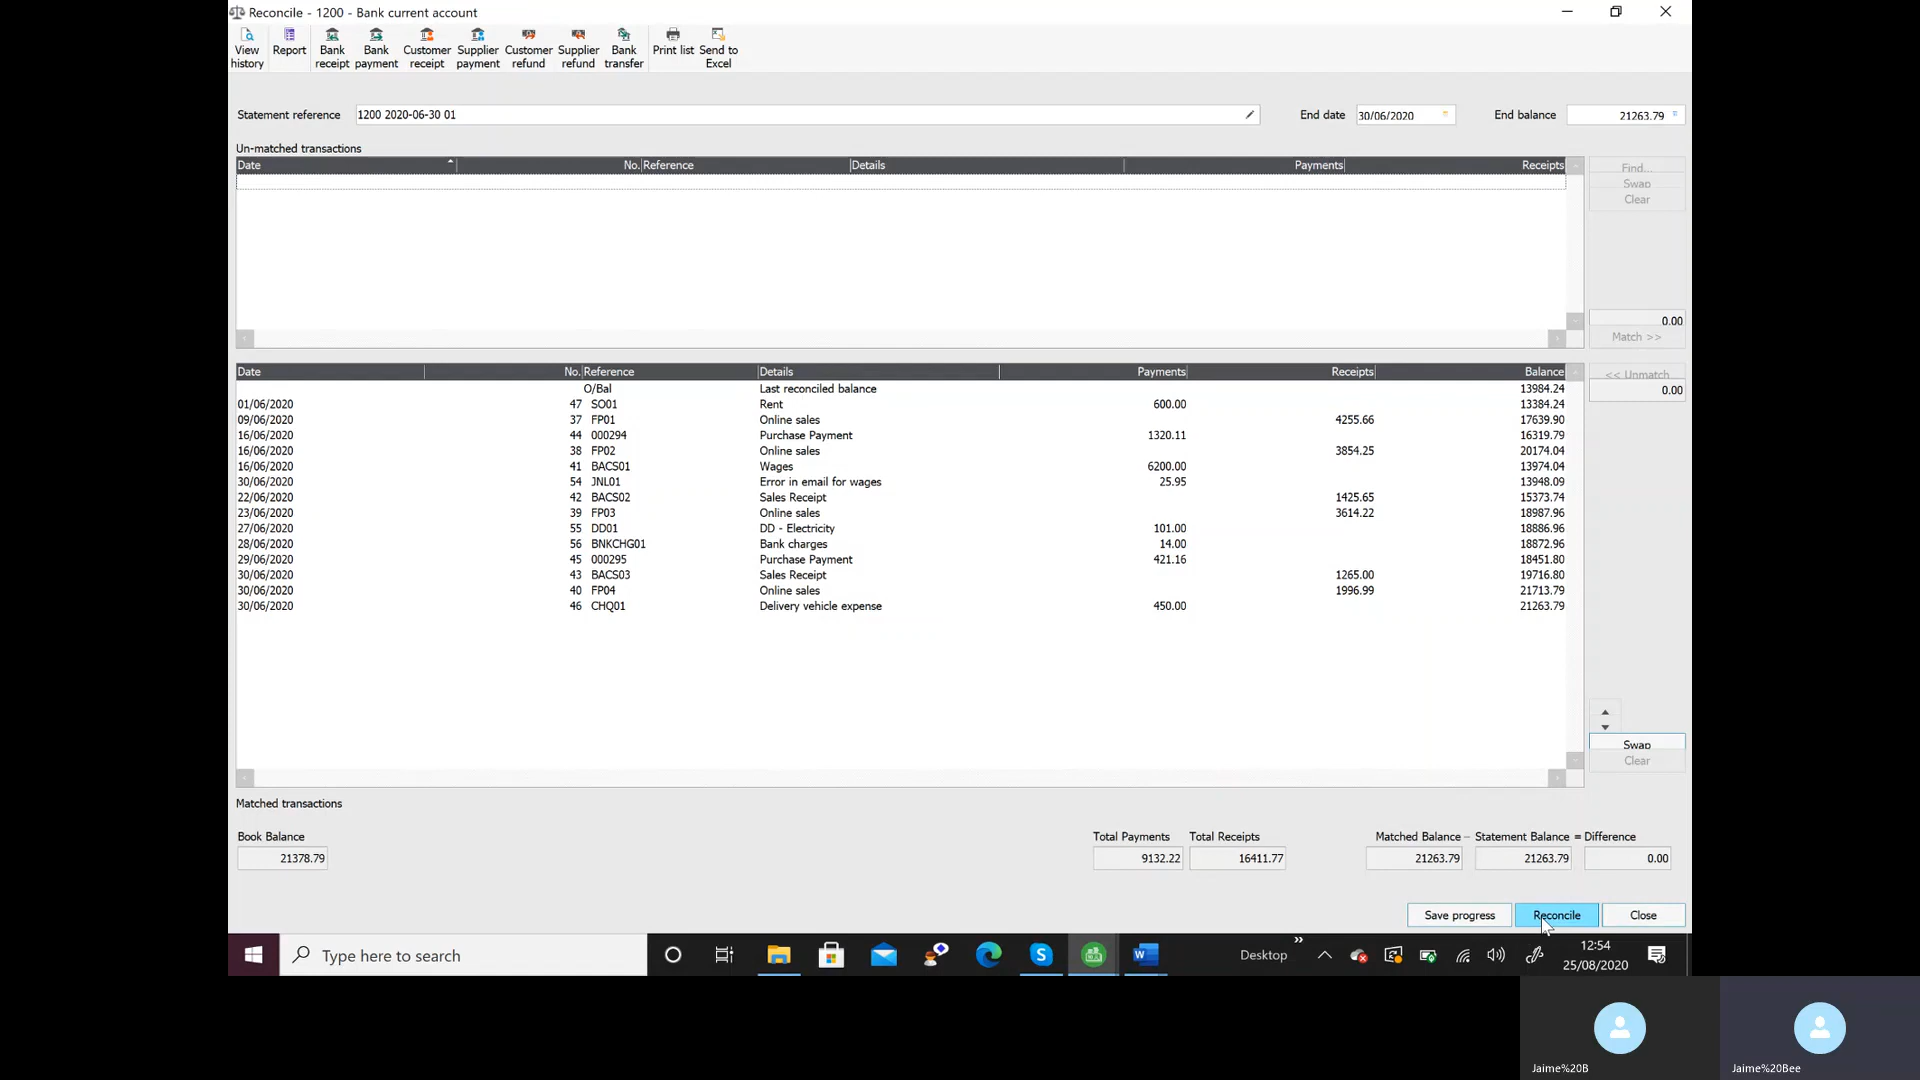 Reconcile - 1200 - Bank current account
View history
Report
Bank receipt
Bank payment
Customer receipt
Supplier payment
Customer refund
Supplier refund
Bank transfer
Print list
Send to Excel
Statement reference 1200 2020-06-30 01 End date 30/06/2020 End balance 21263.79
Un-matched transactions
Date No. Reference Details Payments Receipts
Find...
Swap
Clear
0.00
Match >>
Date No. Reference Details Payments Receipts Balance
<< Unmatch
0.00
O/Bal Last reconciled balance 13984.24
01/06/2020 47 SO01 Rent 600.00 13384.24
09/06/2020 37 FP01 Online sales 4255.66 17639.90
16/06/2020 44 000294 Purchase Payment 1320.11 16319.79
16/06/2020 38 FP02 Online sales 3854.25 20174.04
16/06/2020 41 BACS01 Wages 6200.00 13974.04
30/06/2020 54 JNL01 Error in email for wages 25.95 13948.09
22/06/2020 42 BACS02 Sales Receipt 1425.65 15373.74
23/06/2020 39 FP03 Online sales 3614.22 18987.96
27/06/2020 55 DD01 DD - Electricity 101.00 18886.96
28/06/2020 56 BNKCHG01 Bank charges 14.00 18872.96
29/06/2020 45 000295 Purchase Payment 421.16 18451.80
30/06/2020 43 BACS03 Sales Receipt 1265.00 19716.80
30/06/2020 40 FP04 Online sales 1996.99 21713.79
30/06/2020 46 CHQ01 Delivery vehicle expense 450.00 21263.79
Swap
Clear
Matched transactions
Book Balance Total Payments Total Receipts Matched Balance - Statement Balance = Difference
21378.79 9132.22 16411.77 21263.79 21263.79 0.00
Save progress Reconcile Close
Type here to search
Desktop
12:54
25/08/2020
Jaime%20B Jaime%20Bee